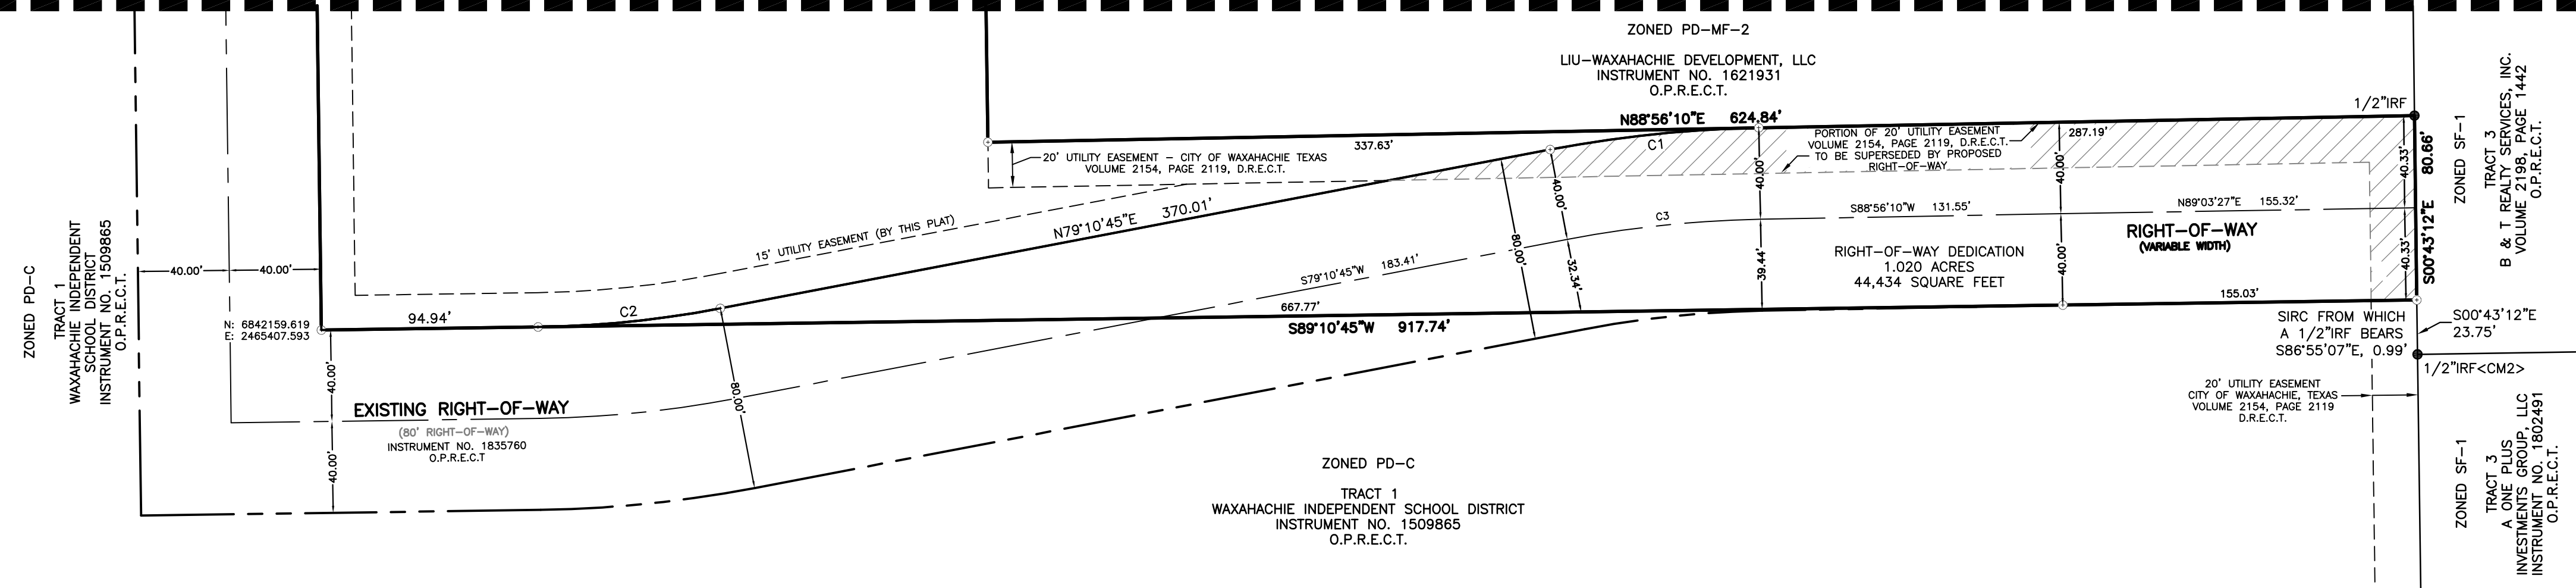 ZONED PD-MF-2
LIU-WAXAHACHIE DEVELOPMENT, LLC
INSTRUMENT NO. 1621931
O.P.R.E.C.T.
N88°56'10"E 624.84'
1/2"IRF
337.63'
C1
287.19'
PORTION OF 20' UTILITY EASEMENT
VOLUME 2154, PAGE 2119, D.R.E.C.T.
TO BE SUPERSEDED BY PROPOSED
RIGHT-OF-WAY
20' UTILITY EASEMENT - CITY OF WAXAHACHIE TEXAS
VOLUME 2154, PAGE 2119, D.R.E.C.T.
15' UTILITY EASEMENT (BY THIS PLAT)
N79°10'45"E 370.01'
C2
94.94'
N: 6842159.619
E: 2465407.593
40.00'
40.00'
40.00'
40.00'
80.00'
80.00'
40.00'
32.34'
40.00'
39.44'
40.00'
40.00'
40.33'
40.33'
C3
S79°10'45"W 183.41'
S88°56'10"W 131.55'
N89°03'27"E 155.32'
RIGHT-OF-WAY
(VARIABLE WIDTH)
RIGHT-OF-WAY DEDICATION
1.020 ACRES
44,434 SQUARE FEET
667.77'
155.03'
S89°10'45"W 917.74'
S00°43'12"E 80.66'
SIRC FROM WHICH
A 1/2"IRF BEARS
S86°55'07"E, 0.99'
S00°43'12"E
23.75'
1/2"IRF<CM2>
20' UTILITY EASEMENT
CITY OF WAXAHACHIE, TEXAS
VOLUME 2154, PAGE 2119
D.R.E.C.T.
EXISTING RIGHT-OF-WAY
(80' RIGHT-OF-WAY)
INSTRUMENT NO. 1835760
O.P.R.E.C.T
ZONED PD-C
TRACT 1
WAXAHACHIE INDEPENDENT SCHOOL DISTRICT
INSTRUMENT NO. 1509865
O.P.R.E.C.T.
ZONED PD-C
TRACT 1
WAXAHACHIE INDEPENDENT
SCHOOL DISTRICT
INSTRUMENT NO. 1509865
O.P.R.E.C.T.
ZONED SF-1
TRACT 3
B & T REALTY SERVICES, INC.
VOLUME 2198, PAGE 1442
O.P.R.E.C.T.
ZONED SF-1
TRACT 3
A ONE PLUS
INVESTMENTS GROUP, LLC
INSTRUMENT NO. 1802491
O.P.R.E.C.T.